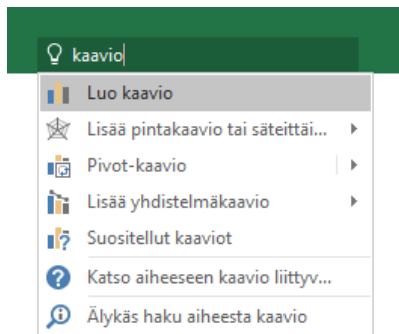 kaavio
Luo kaavio
Lisää pintakaavio tai säteittäi...
Pivot-kaavio
Lisää yhdistelmäkaavio
Suositellut kaaviot
Katso aiheeseen kaavio liittyv...
Älykäs haku aiheesta kaavio